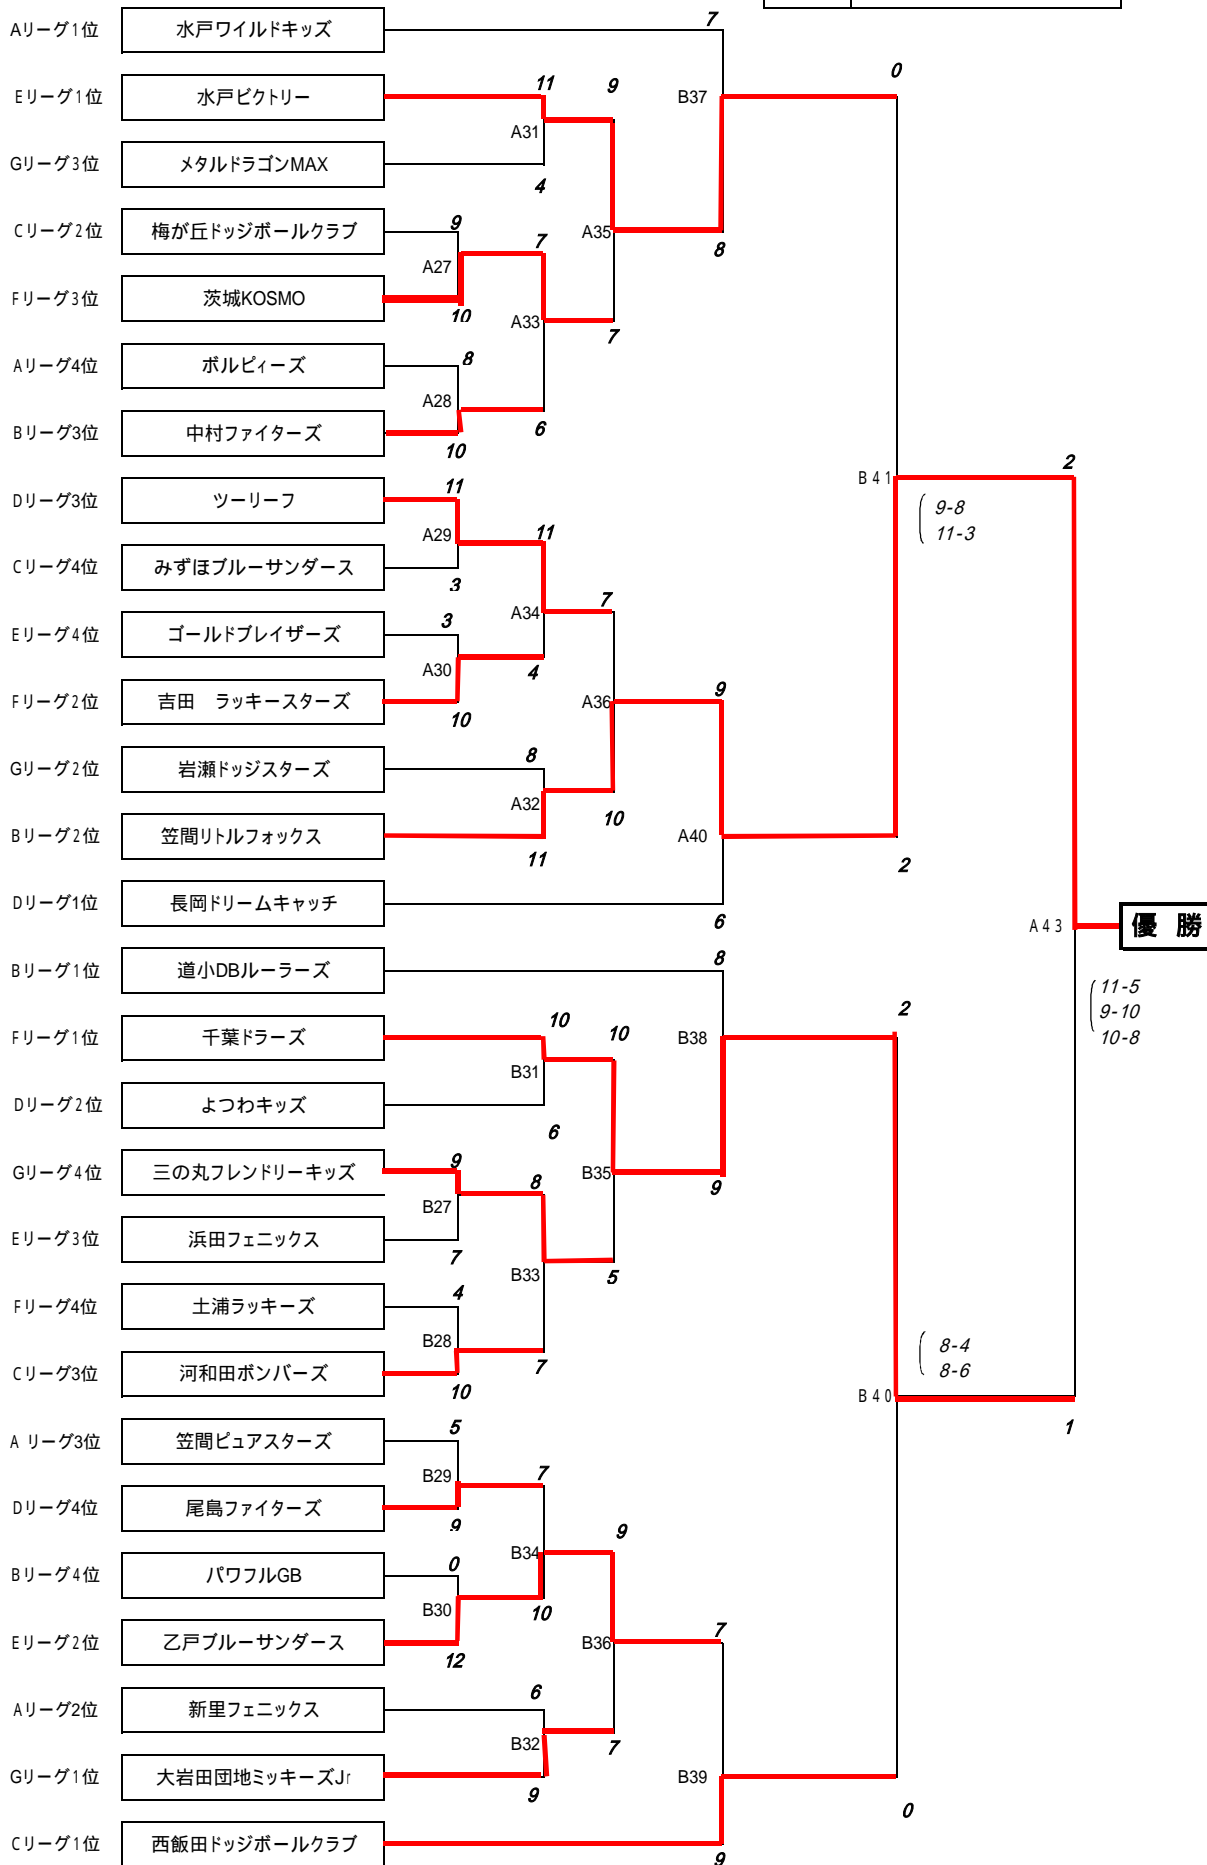 7
Aリーグ1位 水戸ワイルドキッズ
0
Eリーグ1位 水戸ビクトリー 11 9 B37
A31
Gリーグ3位 メタルドラゴンMAX 4
Cリーグ2位 梅が丘ドッジボールクラブ 9 7 A35 8
A27
Fリーグ3位 茨城KOSMO 10 A33 7
Aリーグ4位 ボルピィーズ 8
A28
Bリーグ3位 中村ファイターズ 10 6
B41 2
Dリーグ3位 ツーリーフ 11 9-8
A29 11 11-3
Cリーグ4位 みずほブルーサンダース 3
A34 7
Eリーグ4位 ゴールドブレイザーズ 3
A30 4
Fリーグ2位 吉田 ラッキースターズ 10 A36 9
Gリーグ2位 岩瀬ドッジスターズ 8
A32 10
Bリーグ2位 笠間リトルフォックス 11 A40 2
Dリーグ1位 長岡ドリームキャッチ 6
A43 優 勝
Bリーグ1位 道小DBルーラーズ 8
11-5
9-10
10-8
Fリーグ1位 千葉ドラーズ 10 10 B38 2
B31
Dリーグ2位 よつわキッズ 6
Gリーグ4位 三の丸フレンドリーキッズ 9 8 B35 9
B27
Eリーグ3位 浜田フェニックス 7 B33 5
Fリーグ4位 土浦ラッキーズ 4
B28 8-4
Cリーグ3位 河和田ボンバーズ 10 7 8-6
B40 1
Aリーグ3位 笠間ピュアスターズ 5
B29 7
Dリーグ4位 尾島ファイターズ 9
B34 9
Bリーグ4位 パワフルGB 0
B30 10
Eリーグ2位 乙戸ブルーサンダース 12 B36 7
Aリーグ2位 新里フェニックス 6
B32 7
Gリーグ1位 大岩田団地ミッキーズJr 9 B39 0
Cリーグ1位 西飯田ドッジボールクラブ 9